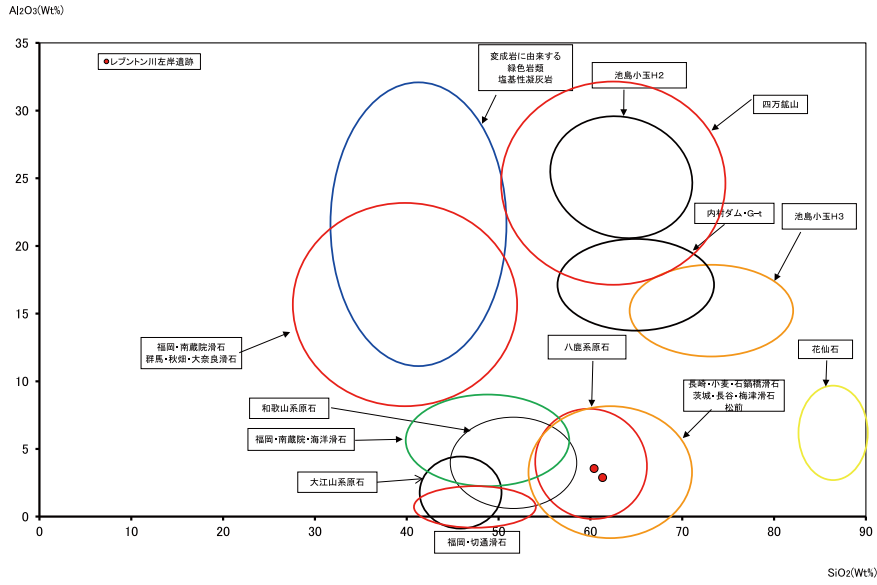 Al₂O₃(Wt%)
35
30
25
20
15
10
5
0
0
10
20
30
40
50
60
70
80
90
SiO₂(Wt%)
レプントン川左岸遺跡
変成岩に由来する
緑色岩類
塩基性凝灰岩
池島小玉H2
四万鉱山
内村ダム・G-t
池島小玉H3
福岡・南蔵院滑石
群馬・秋畑・大奈良滑石
八鹿系原石
花仙石
長崎・小麦・石鍋橋滑石
茨城・長谷・梅津滑石
松前
和歌山系原石
福岡・南蔵院・海洋滑石
大江山系原石
福岡・切通滑石